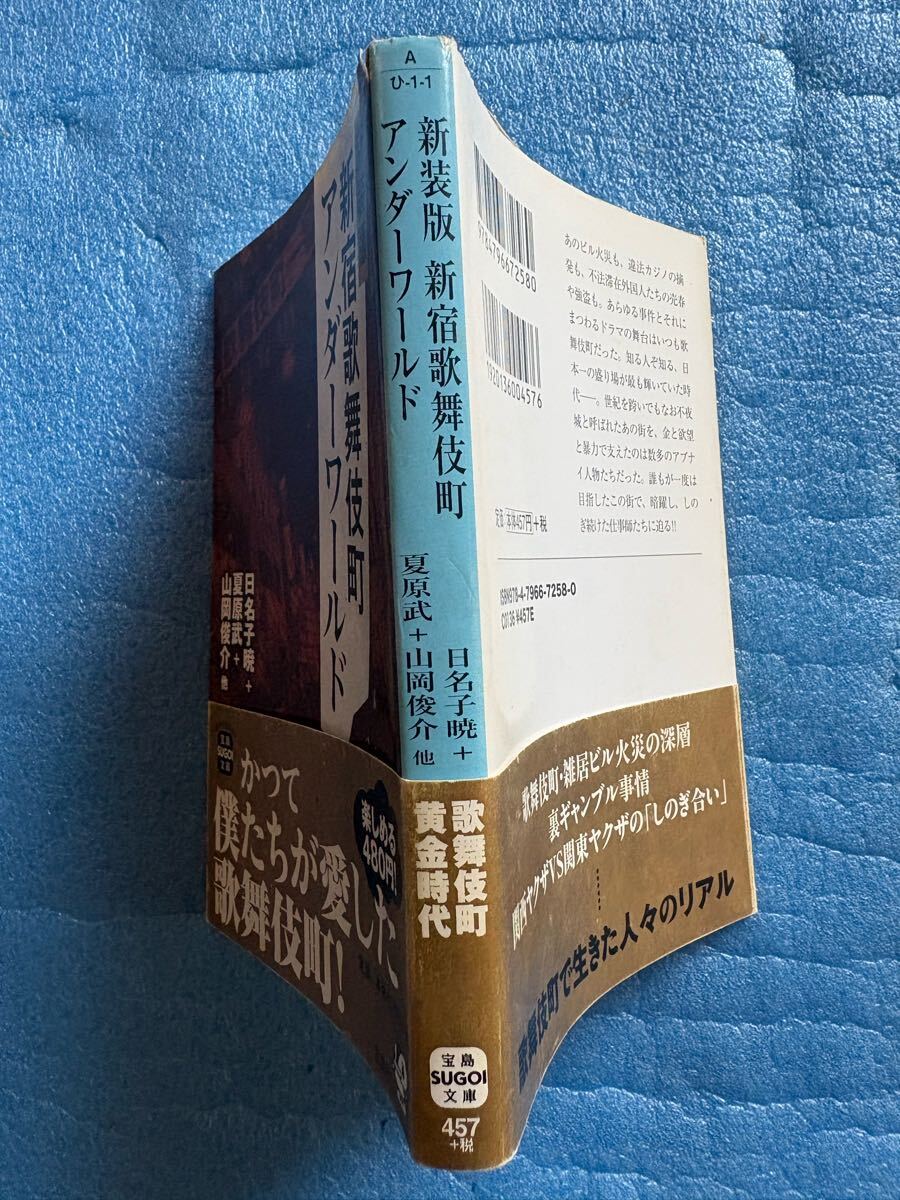 新宿歌舞伎町
アンダーワールド
日名子暁+
夏原武+
山岡俊介 他
宝島
SUGOI
文庫
かつて
僕たちが愛した
歌舞伎町!
楽しめる
480円!
A
ひ-1-1
新装版 新宿歌舞伎町
アンダーワールド
日名子暁+
夏原武+山岡俊介 他
歌舞伎町
黄金時代
宝島
SUGOI
文庫
457
+税
9784796672580
1920136004576
あのビル火災も、違法カジノの摘
発も、不法滞在外国人たちの売春
や強盗も。あらゆる事件とそれに
まつわるドラマの舞台はいつも歌
舞伎町だった。知る人ぞ知る、日
本一の盛り場が最も輝いていた時
代──。世紀を跨いでもなお不夜
城と呼ばれたあの街を、金と欲望
と暴力で支えたのは数多のアブナ
イ人物たちだった。誰もが一度は
目指したこの街で、暗躍し、しの
ぎ続けた仕事師たちに迫る!!
定価 本体457円 +税
ISBN978-4-7966-7258-0
C0136 ¥457E
歌舞伎町・雑居ビル火災の深層
裏ギャンブル事情
関西ヤクザVS関東ヤクザの「しのぎ合い」
……
歌舞伎町で生きた人々のリアル